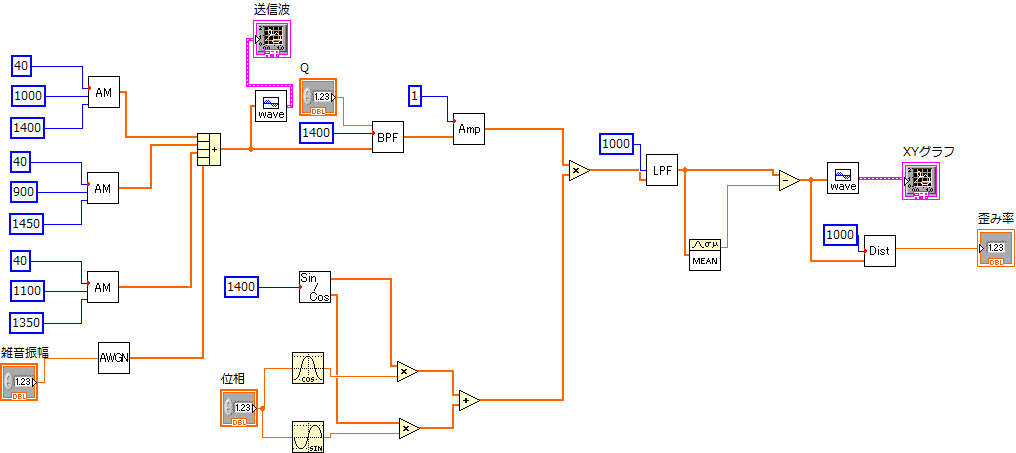 送信波
40
1000
1400
AM
wave
Q
1.23
DBL
1400
BPF
1
Amp
40
900
1450
AM
+
×
1000
LPF
XYグラフ
wave
-
歪み率
1000
Dist
1.23
DBL
σμ
MEAN
40
1100
1350
AM
1400
Sin
Cos
雑音振幅
1.23
DBL
AWGN
位相
1.23
DBL
COS
SIN
×
×
+